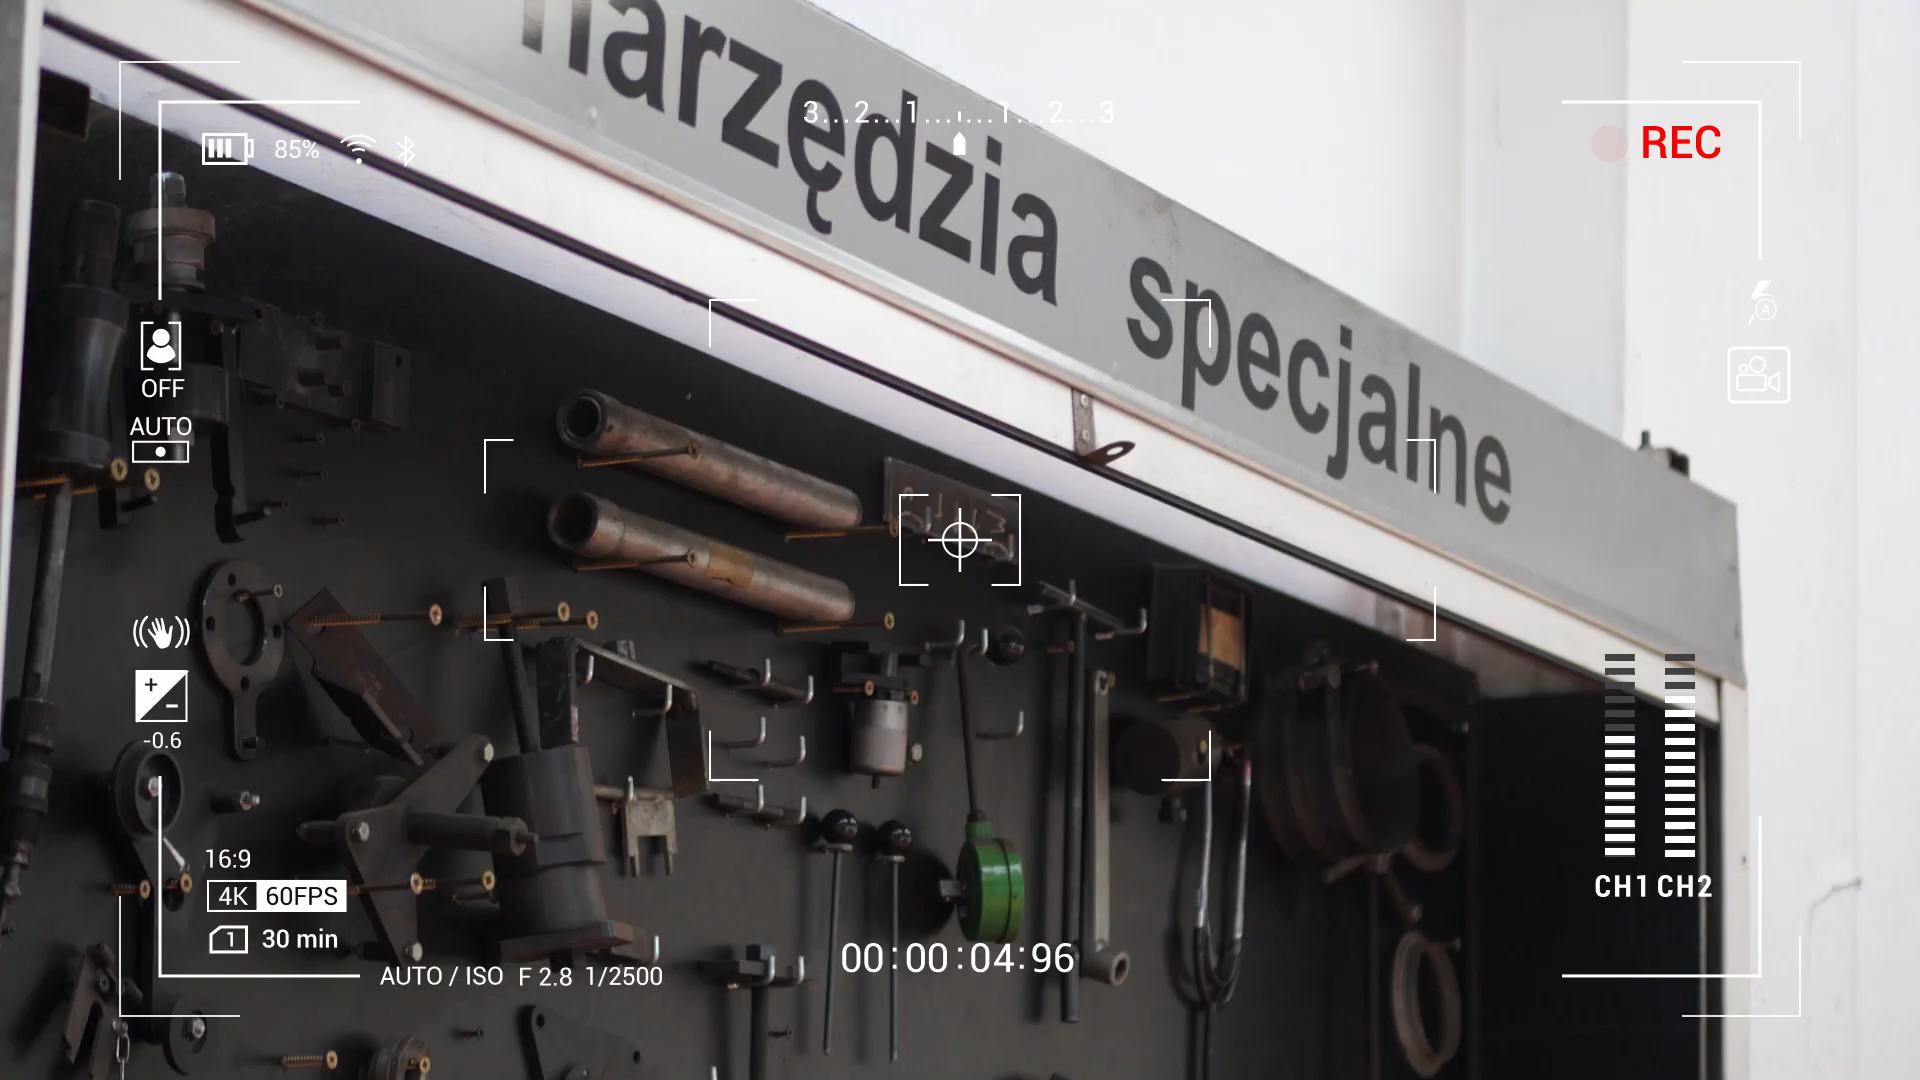 narzędzia specjalne
3...2...1.......1...2...3
85%
REC
A
OFF
AUTO
-0.6
16:9
4K 60FPS
1 30 min
CH1 CH2
AUTO / ISO F 2.8 1/2500
00:00:04:96